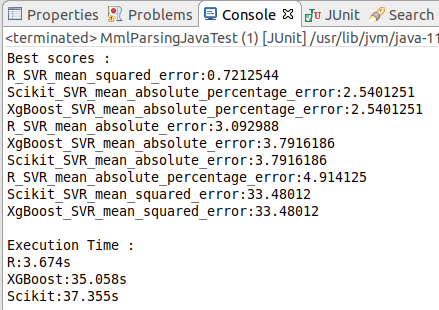 Properties Problems Console JUnit Search
<terminated> MmlParsingJavaTest (1) [JUnit] /usr/lib/jvm/java-11
Best scores :
R_SVR_mean_squared_error:0.7212544
Scikit_SVR_mean_absolute_percentage_error:2.5401251
XgBoost_SVR_mean_absolute_percentage_error:2.5401251
R_SVR_mean_absolute_error:3.092988
XgBoost_SVR_mean_absolute_error:3.7916186
Scikit_SVR_mean_absolute_error:3.7916186
R_SVR_mean_absolute_percentage_error:4.914125
Scikit_SVR_mean_squared_error:33.48012
XgBoost_SVR_mean_squared_error:33.48012
Execution Time :
R:3.674s
XGBoost:35.058s
Scikit:37.355s